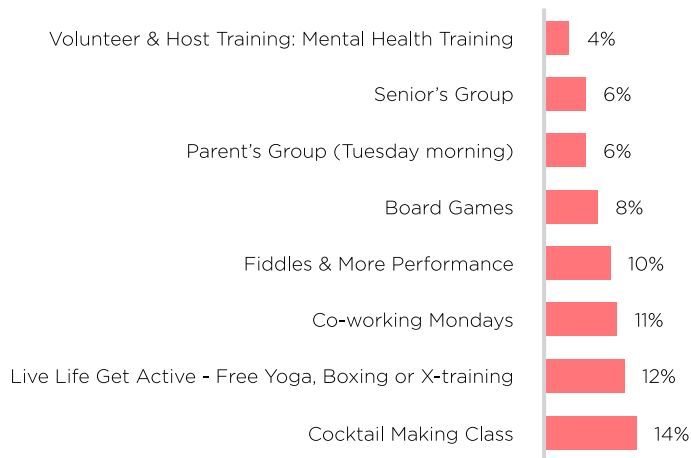 Volunteer & Host Training: Mental Health Training 4%
Senior’s Group 6%
Parent’s Group (Tuesday morning) 6%
Board Games 8%
Fiddles & More Performance 10%
Co-working Mondays 11%
Live Life Get Active - Free Yoga, Boxing or X-training 12%
Cocktail Making Class 14%